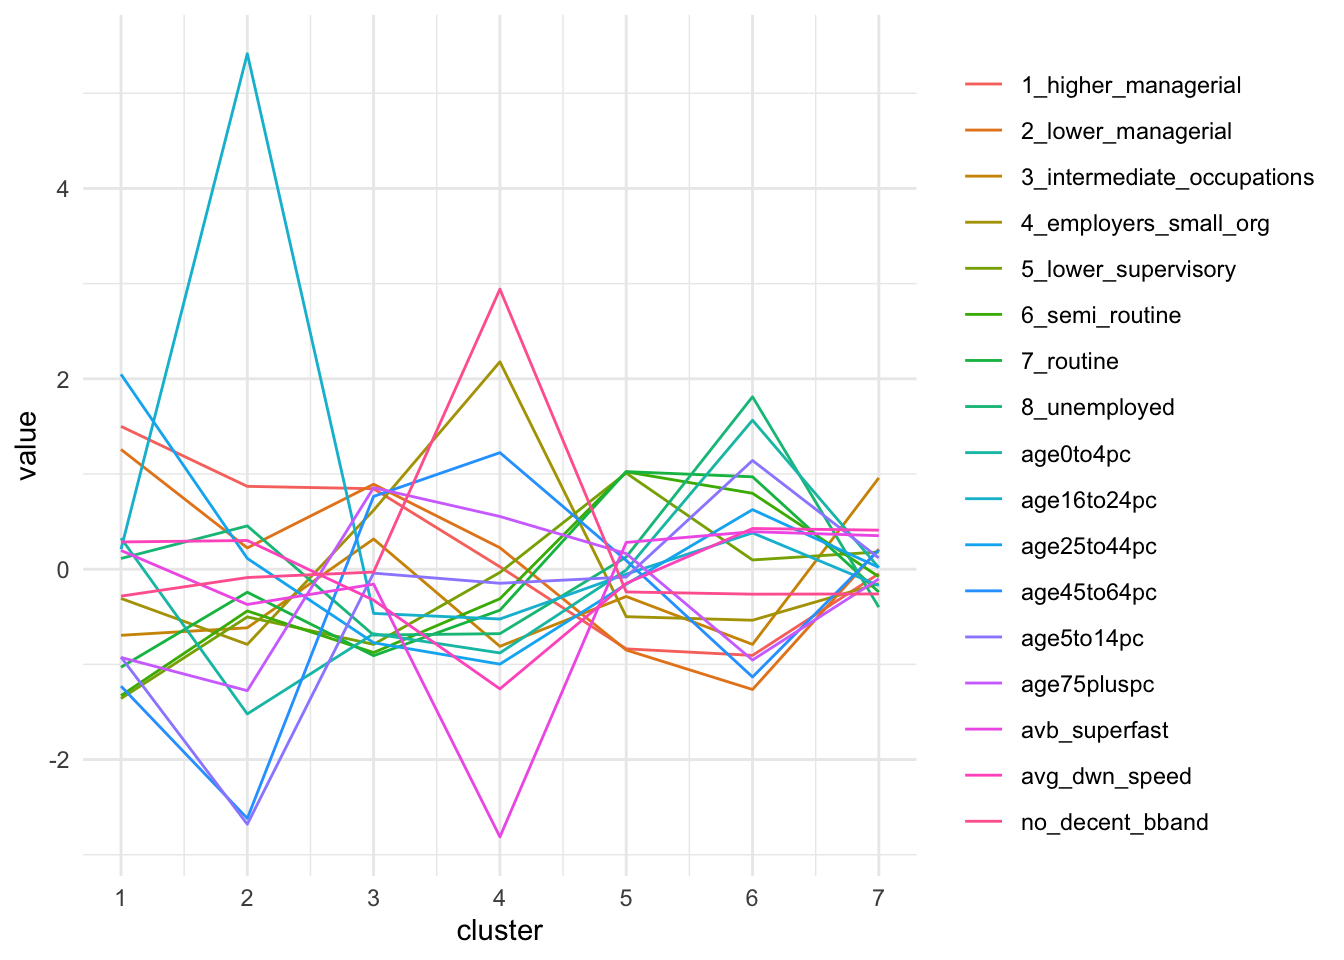 value
4
2
0
-2
1 2 3 4 5 6 7
cluster
1_higher_managerial
2_lower_managerial
3_intermediate_occupations
4_employers_small_org
5_lower_supervisory
6_semi_routine
7_routine
8_unemployed
age0to4pc
age16to24pc
age25to44pc
age45to64pc
age5to14pc
age75pluspc
avb_superfast
avg_dwn_speed
no_decent_bband